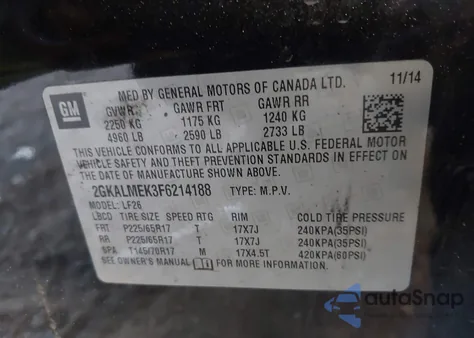 GM
MFD BY GENERAL MOTORS OF CANADA LTD. 11/14
GVWR GAWR FRT GAWR RR
2250 KG 1175 KG 1240 KG
4960 LB 2590 LB 2733 LB
THIS VEHICLE CONFORMS TO ALL APPLICABLE U.S. FEDERAL MOTOR
VEHICLE SAFETY AND THEFT PREVENTION STANDARDS IN EFFECT ON
THE DATE OF MANUFACTURE SHOWN ABOVE.
2GKALMEK3F6214188 TYPE: M.P.V.
MODEL: LF26
LBCD TIRE SIZE SPEED RTG RIM COLD TIRE PRESSURE
FRT P225/65R17 T 17X7J 240KPA(35PSI)
RR P225/65R17 T 17X7J 240KPA(35PSI)
SPA T145/70R17 M 17X4.5T 420KPA(60PSI)
SEE OWNER'S MANUAL FOR MORE INFORMATION.
autoSnap